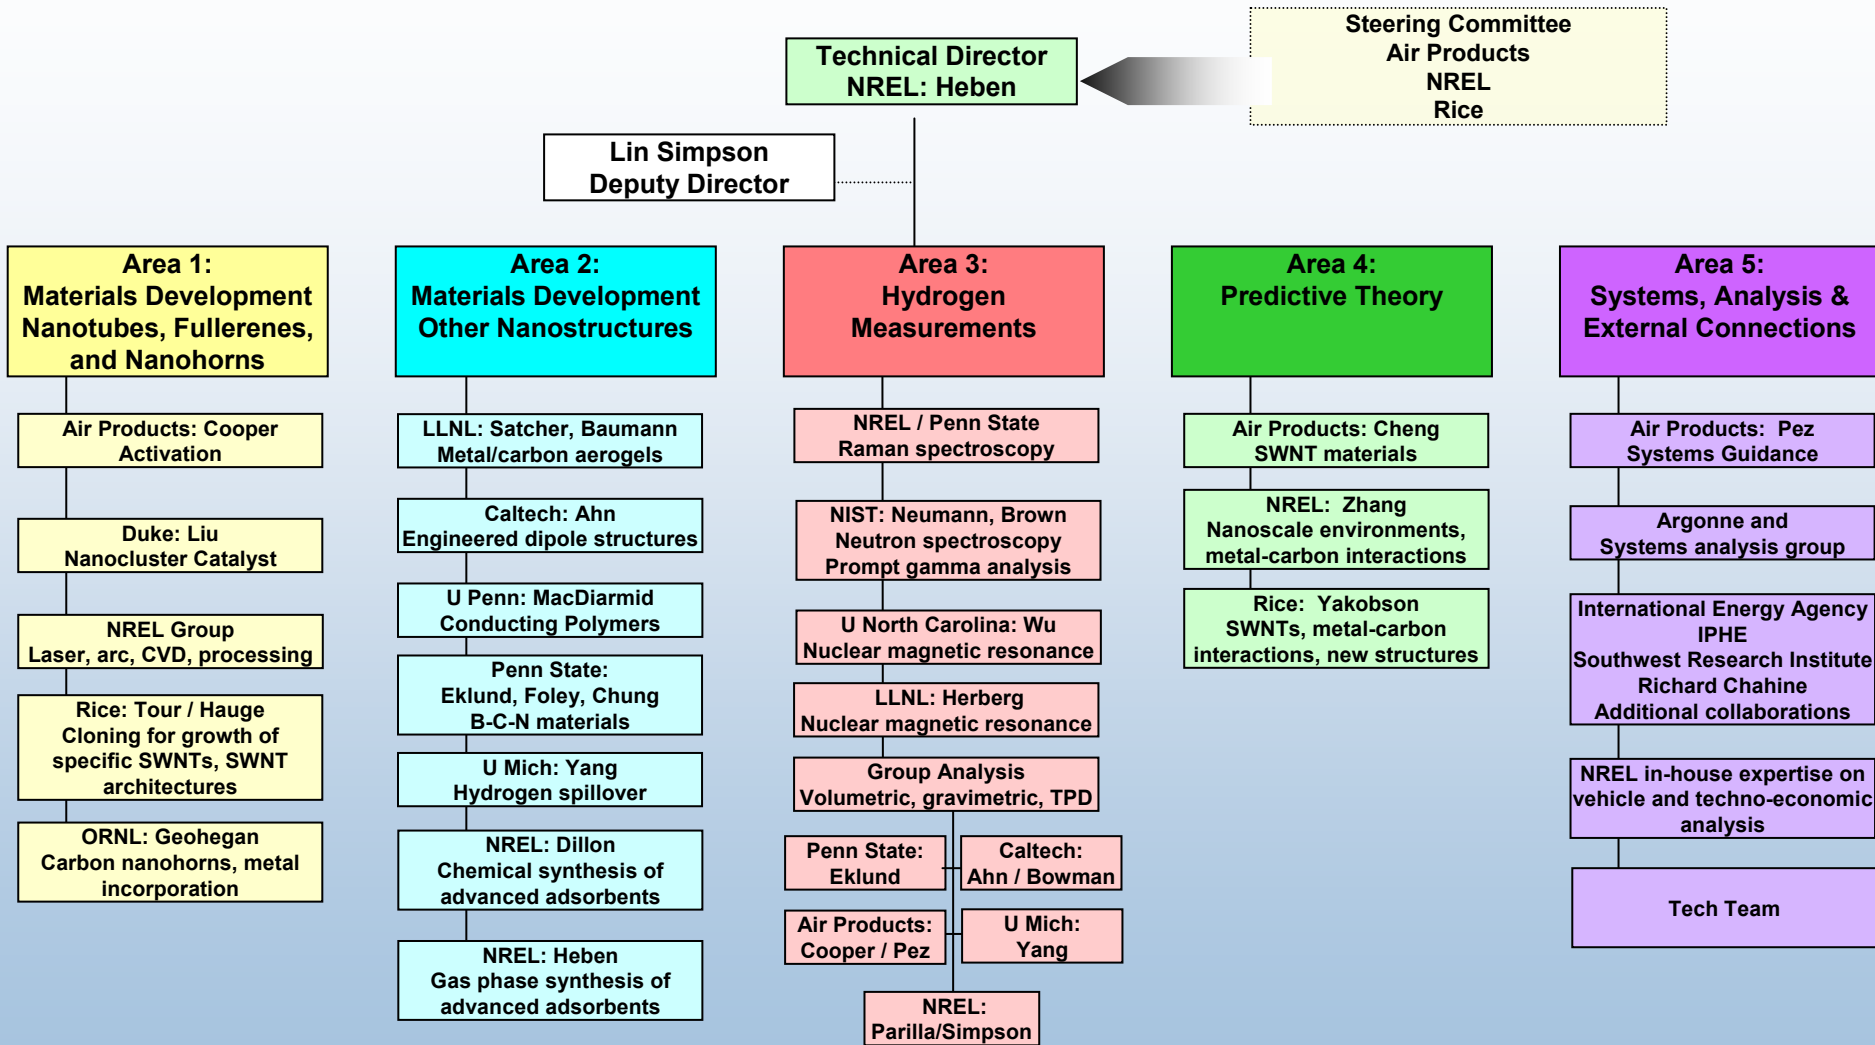 Steering Committee
Air Products
NREL
Rice
Technical Director
NREL: Heben
Lin Simpson
Deputy Director
Area 1:
Materials Development
Nanotubes, Fullerenes,
and Nanohorns
Air Products: Cooper
Activation
Duke: Liu
Nanocluster Catalyst
NREL Group
Laser, arc, CVD, processing
Rice: Tour / Hauge
Cloning for growth of
specific SWNTs, SWNT
architectures
ORNL: Geohegan
Carbon nanohorns, metal
incorporation
Area 2:
Materials Development
Other Nanostructures
LLNL: Satcher, Baumann
Metal/carbon aerogels
Caltech: Ahn
Engineered dipole structures
U Penn: MacDiarmid
Conducting Polymers
Penn State:
Eklund, Foley, Chung
B-C-N materials
U Mich: Yang
Hydrogen spillover
NREL: Dillon
Chemical synthesis of
advanced adsorbents
NREL: Heben
Gas phase synthesis of
advanced adsorbents
Area 3:
Hydrogen
Measurements
NREL / Penn State
Raman spectroscopy
NIST: Neumann, Brown
Neutron spectroscopy
Prompt gamma analysis
U North Carolina: Wu
Nuclear magnetic resonance
LLNL: Herberg
Nuclear magnetic resonance
Group Analysis
Volumetric, gravimetric, TPD
Penn State:
Eklund
Caltech:
Ahn / Bowman
Air Products:
Cooper / Pez
U Mich:
Yang
NREL:
Parilla/Simpson
Area 4:
Predictive Theory
Air Products: Cheng
SWNT materials
NREL: Zhang
Nanoscale environments,
metal-carbon interactions
Rice: Yakobson
SWNTs, metal-carbon
interactions, new structures
Area 5:
Systems, Analysis &
External Connections
Air Products: Pez
Systems Guidance
Argonne and
Systems analysis group
International Energy Agency
IPHE
Southwest Research Institute
Richard Chahine
Additional collaborations
NREL in-house expertise on
vehicle and techno-economic
analysis
Tech Team